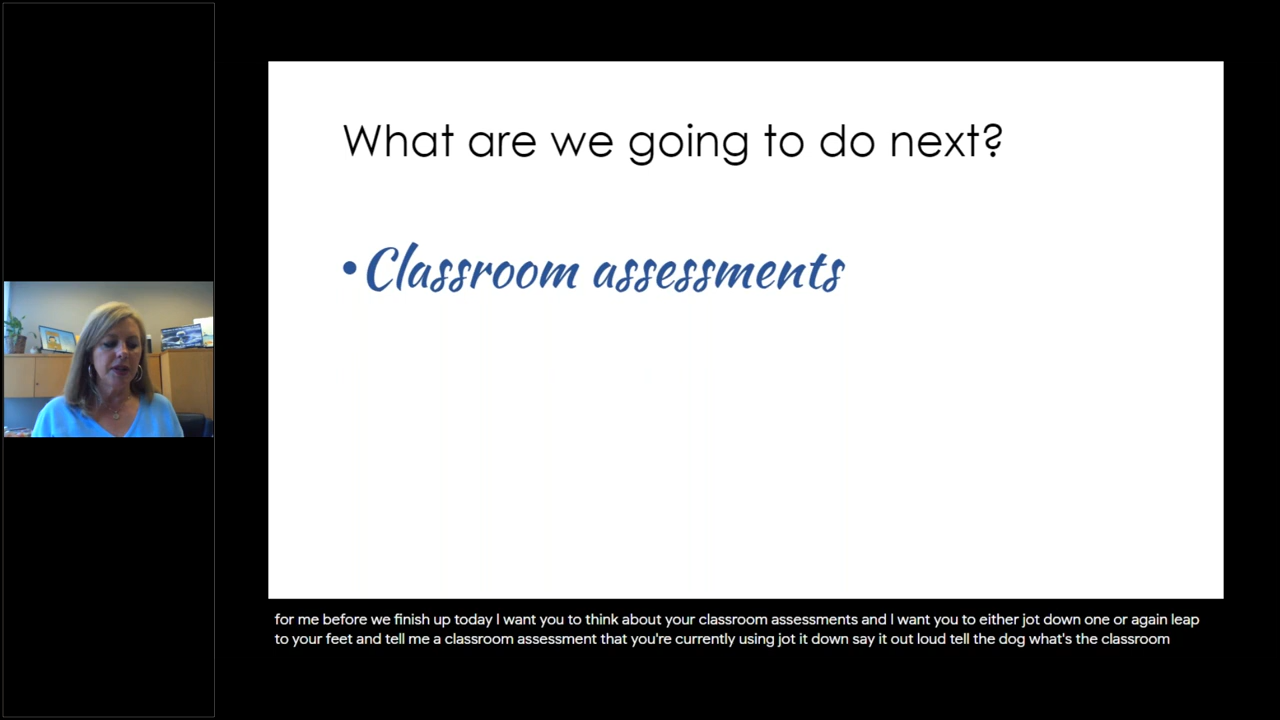 What are we going to do next?
• Classroom assessments
for me before we finish up today I want you to think about your classroom assessments and I want you to either jot down one or again leap
to your feet and tell me a classroom assessment that you're currently using jot it down say it out loud tell the dog what's the classroom